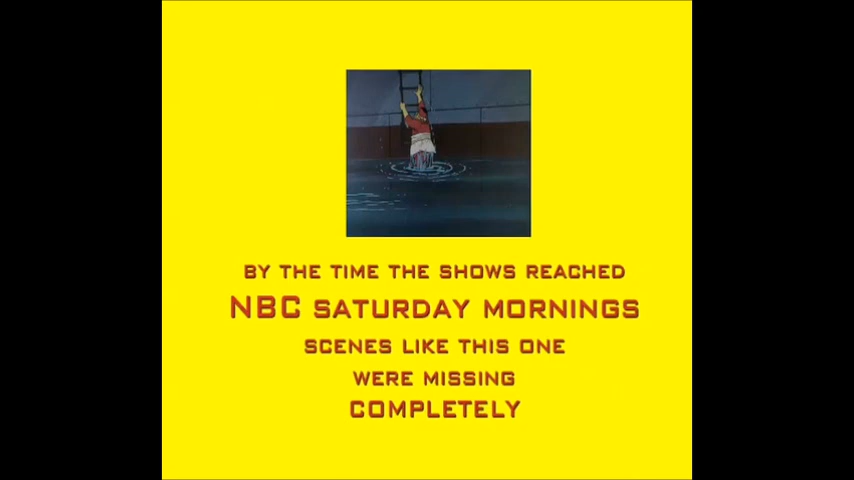 BY THE TIME THE SHOWS REACHED
NBC SATURDAY MORNINGS
SCENES LIKE THIS ONE
WERE MISSING
COMPLETELY